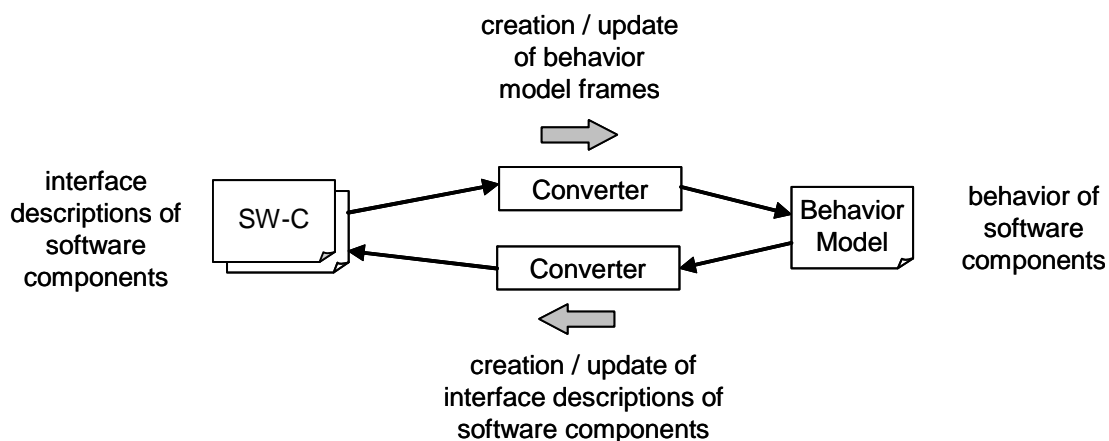 creation / update
of behavior
model frames
interface
descriptions of
software
components
SW-C
Converter
Converter
Behavior
Model
behavior of
software
components
creation / update of
interface descriptions of
software components